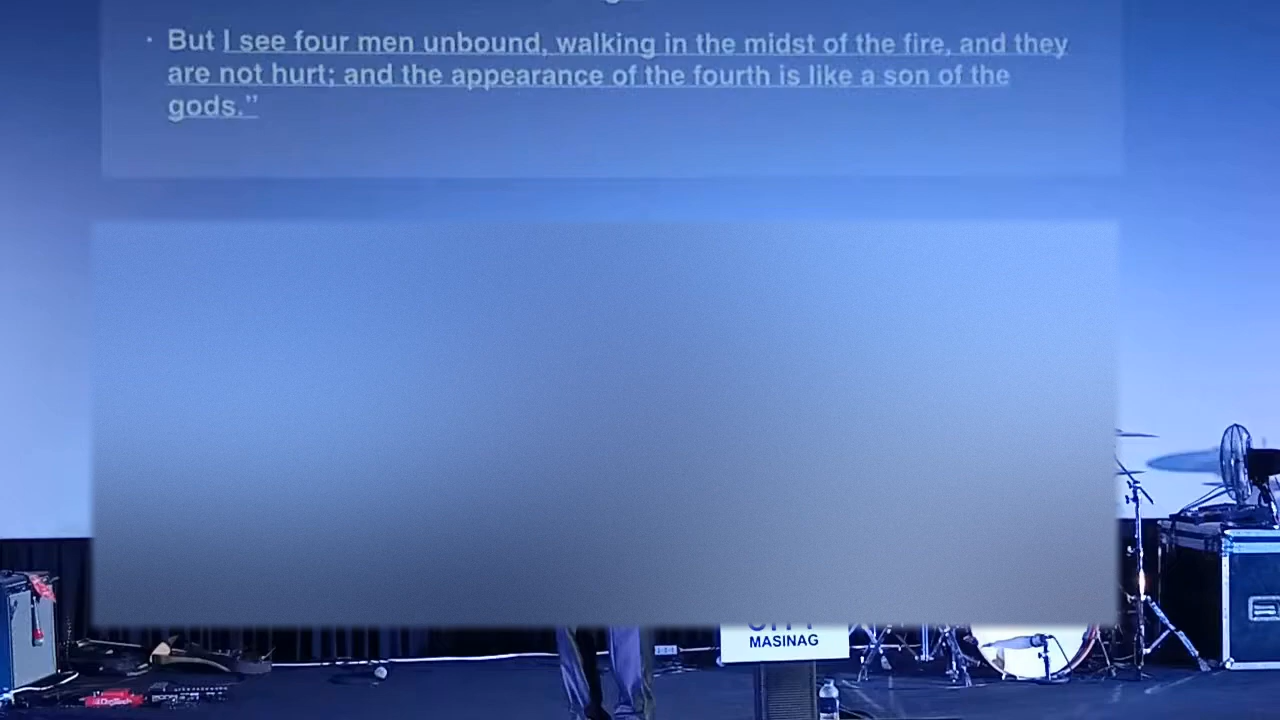 · But I see four men unbound, walking in the midst of the fire, and they
are not hurt; and the appearance of the fourth is like a son of the
gods.”
MASINAG
DigiTech